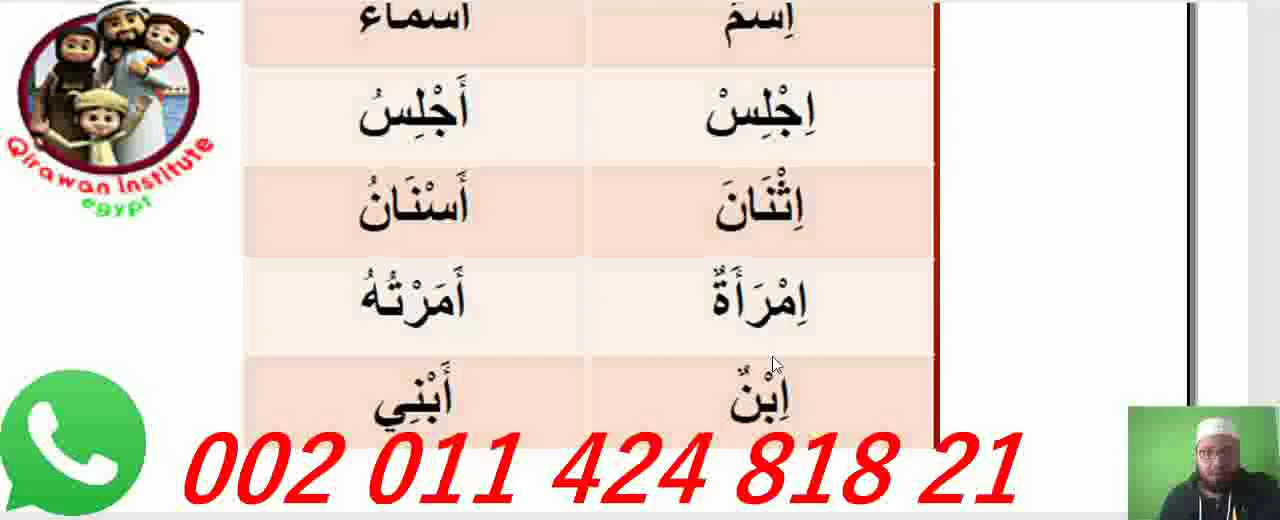 اِسْمٌ أسماء
اِجْلِسْ أَجْلِسُ
اِثْنَانَ أَسْنَانُ
اِمْرَأَةٌ أَمَرْتُهُ
اِبْنٌ أَبْنِي
Qirawan Institute
egypt
002 011 424 818 21